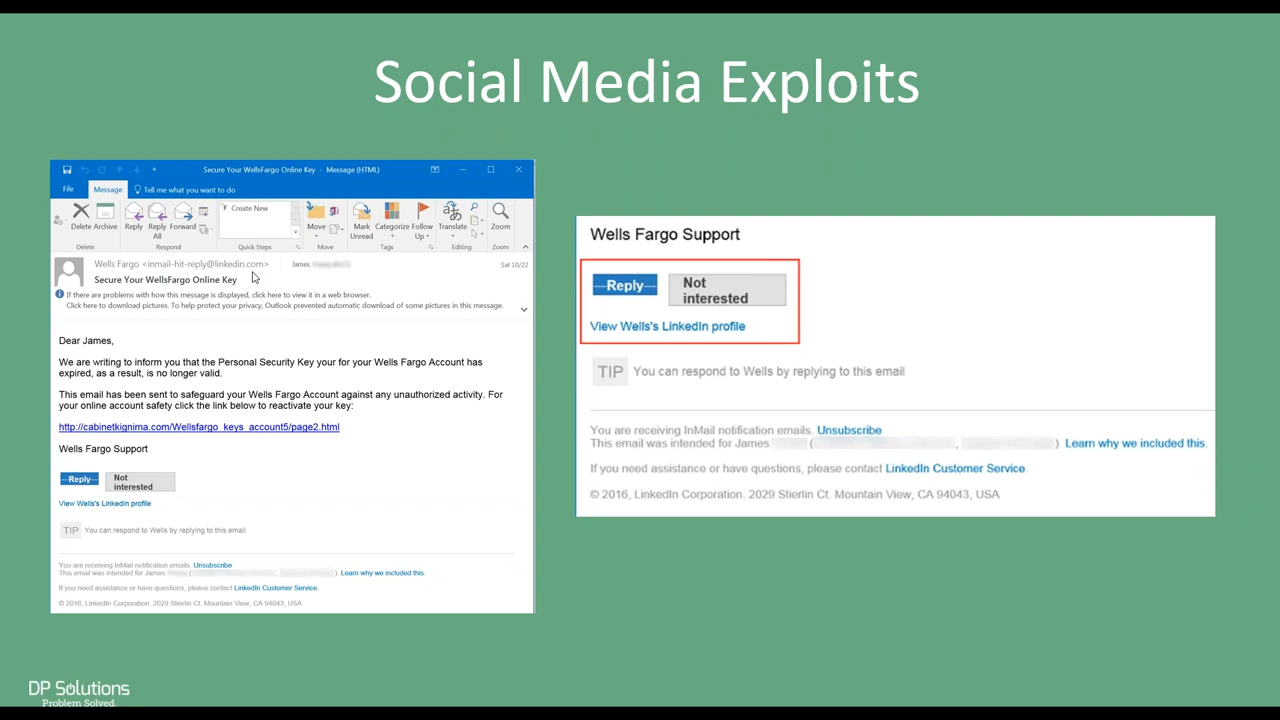 Social Media Exploits
Secure Your WellsFargo Online Key - Message (HTML)
File Message Tell me what you want to do
Delete Archive Reply Reply All Forward Create New Move Mark Unread Categorize Follow Up Translate Zoom
Delete Respond Quick Steps Move Tags Editing Zoom
Wells Fargo <inmail-hit-reply@linkedin.com> James Sat 10/22
Secure Your WellsFargo Online Key
If there are problems with how this message is displayed, click here to view it in a web browser.
Click here to download pictures. To help protect your privacy, Outlook prevented automatic download of some pictures in this message.
Dear James,
We are writing to inform you that the Personal Security Key your for your Wells Fargo Account has
expired, as a result, is no longer valid.
This email has been sent to safeguard your Wells Fargo Account against any unauthorized activity. For
your online account safety click the link below to reactivate your key:
http://cabinetkignima.com/Wellsfargo_keys_account5/page2.html
Wells Fargo Support
Reply Not
interested
View Wells's LinkedIn profile
TIP You can respond to Wells by replying to this email
You are receiving InMail notification emails. Unsubscribe
This email was intended for James ( , ). Learn why we included this.
If you need assistance or have questions, please contact LinkedIn Customer Service.
© 2016, LinkedIn Corporation. 2029 Stierlin Ct. Mountain View, CA 94043, USA
Wells Fargo Support
Reply Not
interested
View Wells's LinkedIn profile
TIP You can respond to Wells by replying to this email
You are receiving InMail notification emails. Unsubscribe
This email was intended for James ( , ). Learn why we included this.
If you need assistance or have questions, please contact LinkedIn Customer Service.
© 2016, LinkedIn Corporation. 2029 Stierlin Ct. Mountain View, CA 94043, USA
DP Solutions
Problem Solved.